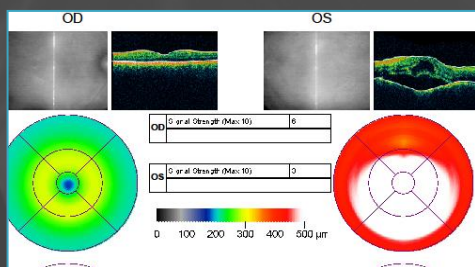 OD OS
OD Signal Strength (Max 10) 6
OS Signal Strength (Max 10) 3
0 100 200 300 400 500 μm